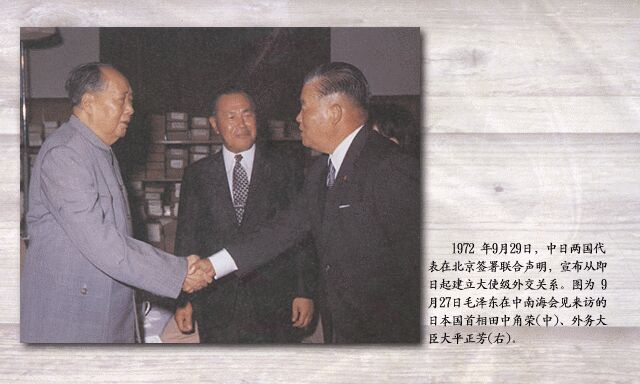 1972 年9月29日，中日两国代
表在北京签署联合声明，宣布从即
日起建立大使级外交关系。图为 9
月27日毛泽东在中南海会见来访的
日本国首相田中角荣(中)、外务大
臣大平正芳(右)。